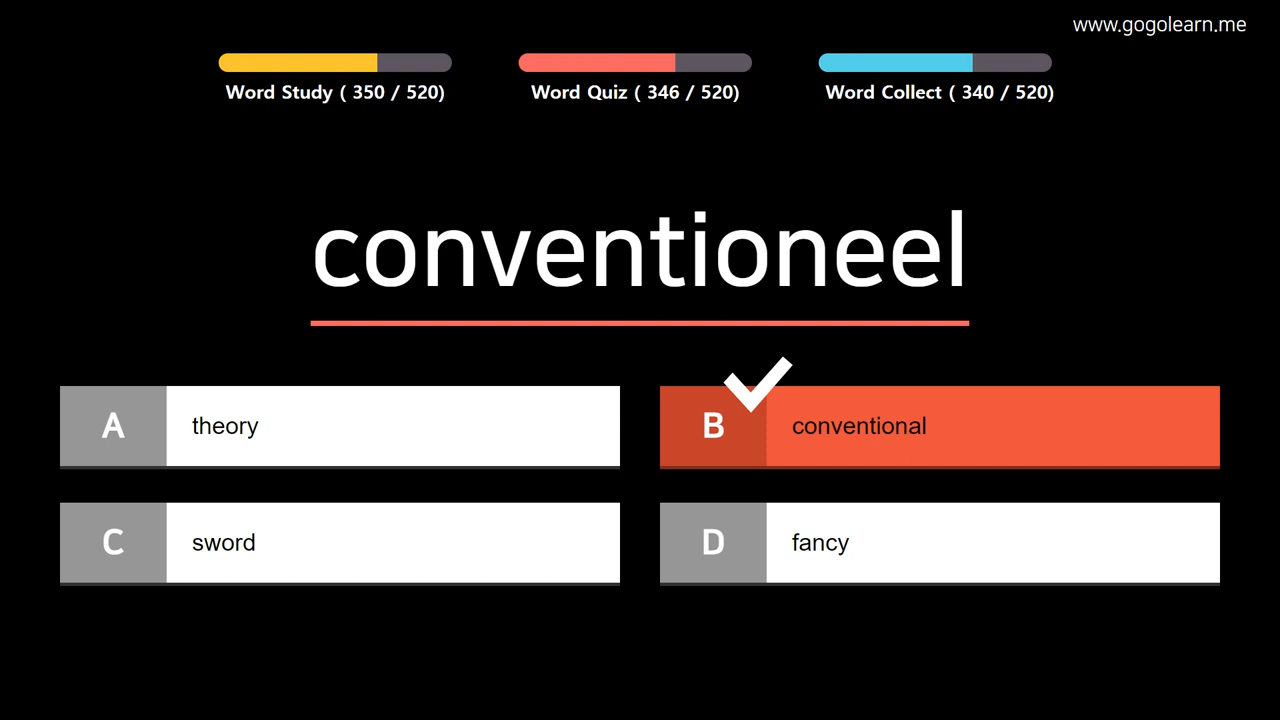 www.gogolearn.me
Word Study ( 350 / 520)
Word Quiz ( 346 / 520)
Word Collect ( 340 / 520)
conventioneel
A theory
B conventional
C sword
D fancy